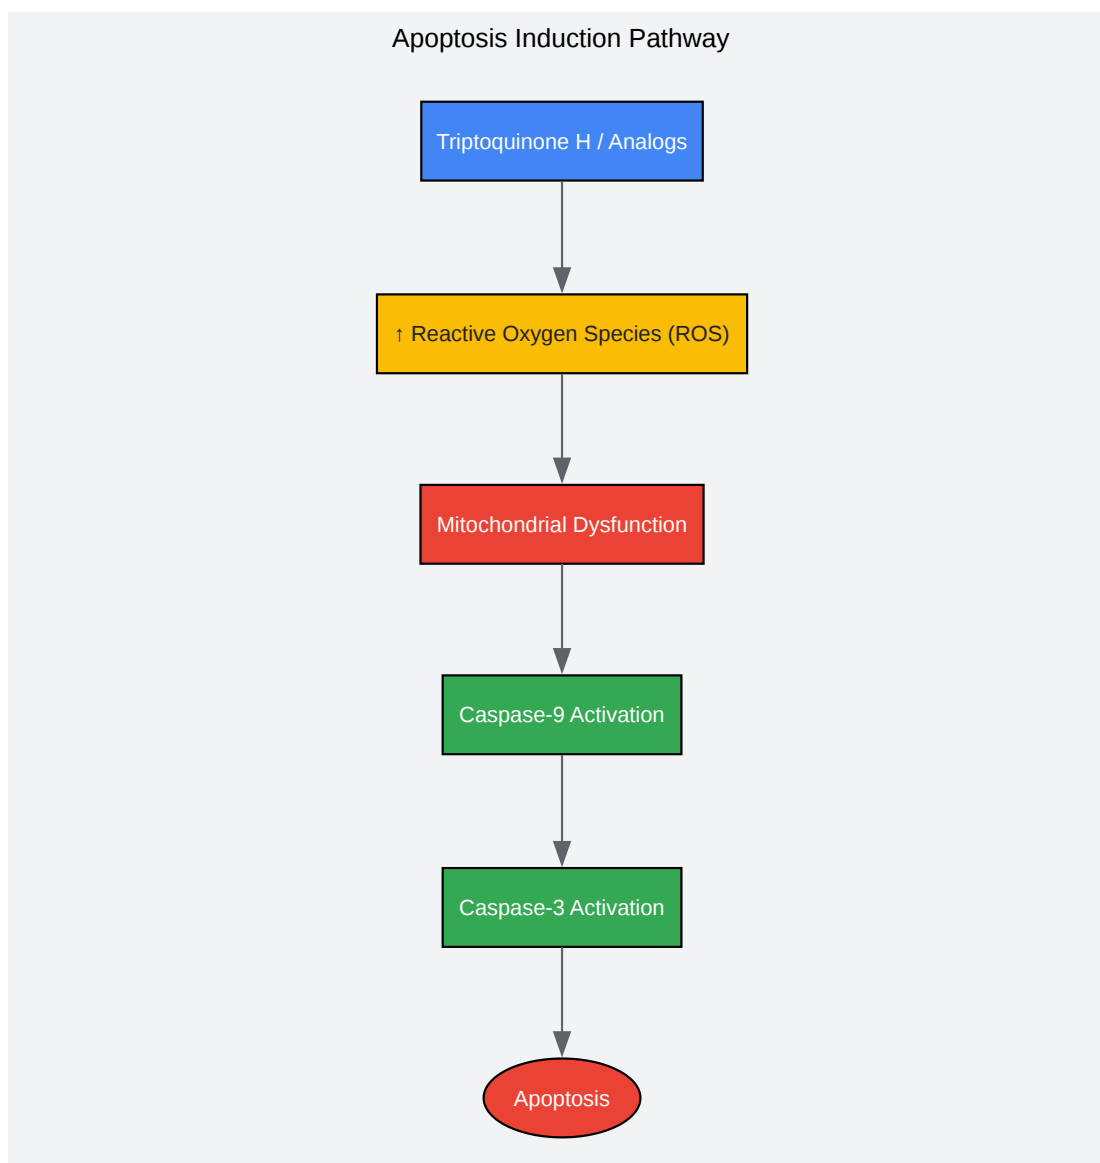 Apoptosis Induction Pathway
Triptoquinone H / Analogs
↑ Reactive Oxygen Species (ROS)
Mitochondrial Dysfunction
Caspase-9 Activation
Caspase-3 Activation
Apoptosis